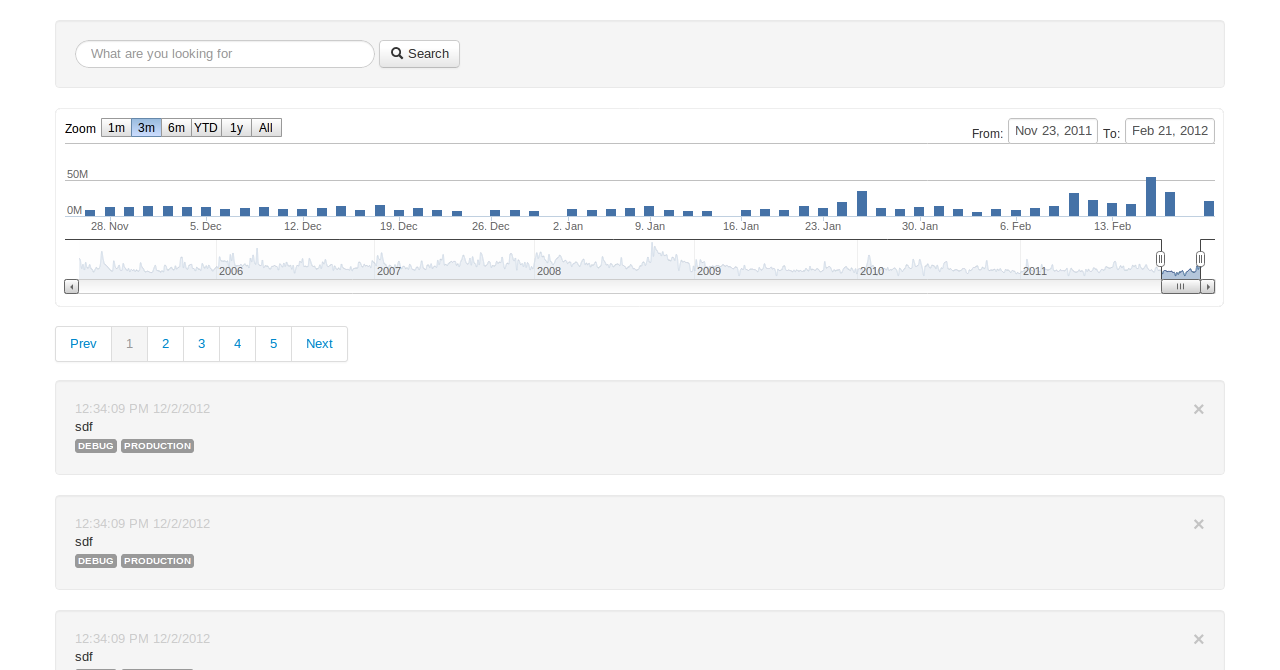 What are you looking for Search
Zoom 1m 3m 6m YTD 1y All From: Nov 23, 2011 To: Feb 21, 2012
50M
0M
28. Nov 5. Dec 12. Dec 19. Dec 26. Dec 2. Jan 9. Jan 16. Jan 23. Jan 30. Jan 6. Feb 13. Feb
2006 2007 2008 2009 2010 2011
Prev 1 2 3 4 5 Next
12:34:09 PM 12/2/2012 ×
sdf
DEBUG PRODUCTION
12:34:09 PM 12/2/2012 ×
sdf
DEBUG PRODUCTION
12:34:09 PM 12/2/2012 ×
sdf